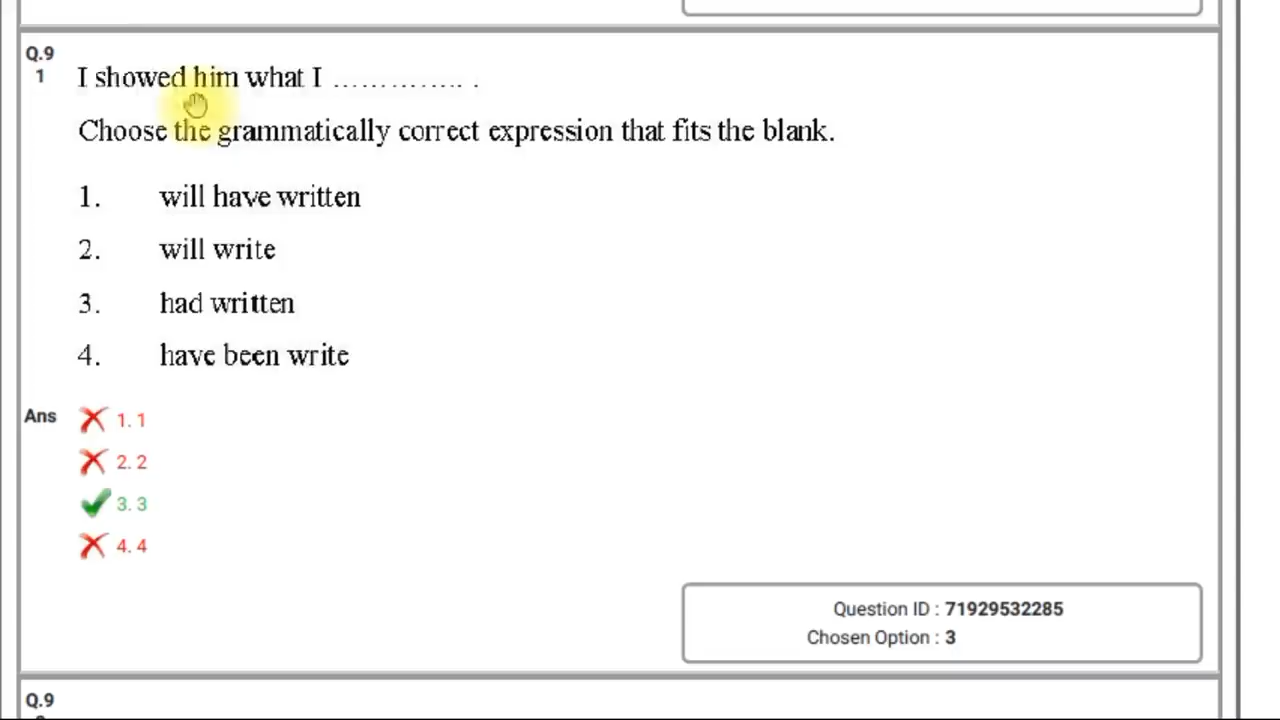 Q.9
1
I showed him what I .............. .
Choose the grammatically correct expression that fits the blank.
1. will have written
2. will write
3. had written
4. have been write
Ans
1. 1
2. 2
3. 3
4. 4
Question ID : 71929532285
Chosen Option : 3
Q.9